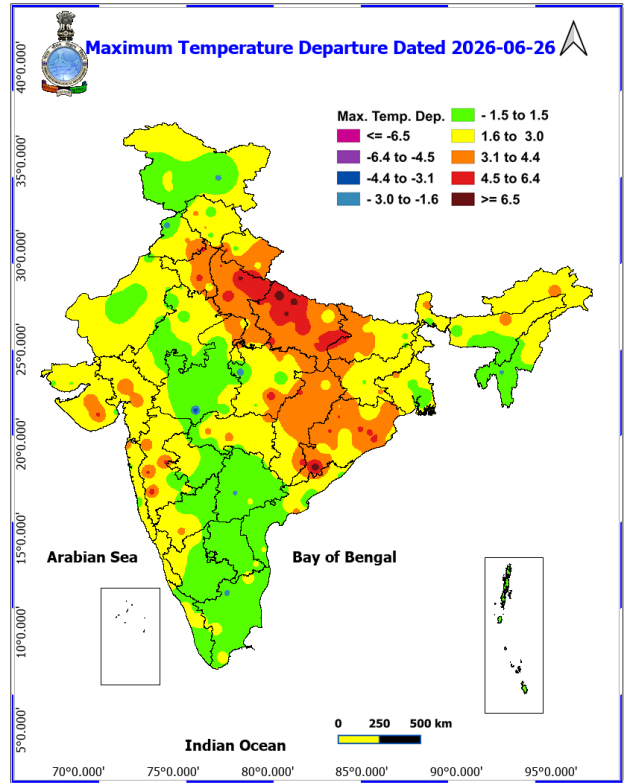 Maximum Temperature Departure Dated 2026-06-26
Max. Temp. Dep.
<= -6.5
-6.4 to -4.5
-4.4 to -3.1
- 3.0 to -1.6
- 1.5 to 1.5
1.6 to 3.0
3.1 to 4.4
4.5 to 6.4
>= 6.5
40°0.000'
35°0.000'
30°0.000'
25°0.000'
20°0.000'
15°0.000'
10°0.000'
5°0.000'
Arabian Sea
Bay of Bengal
Indian Ocean
0 250 500 km
70°0.000' 75°0.000' 80°0.000' 85°0.000' 90°0.000' 95°0.000'